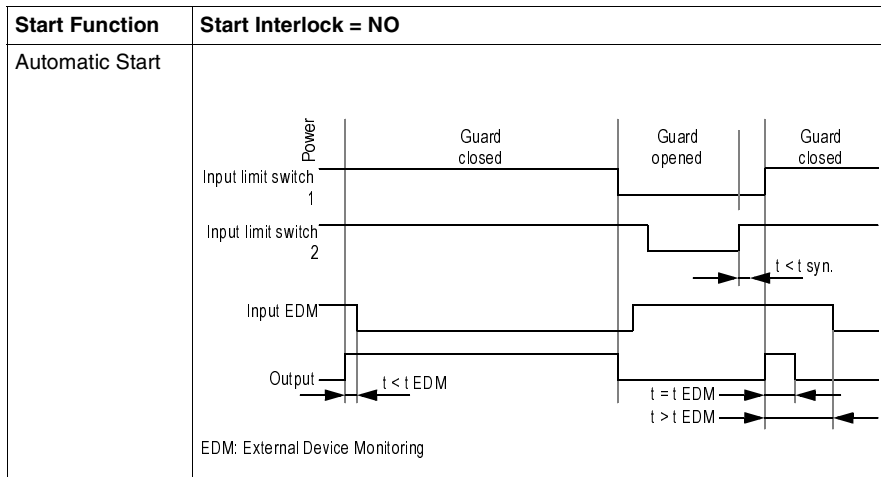 Start Function
Start Interlock = NO
Automatic Start
Power
Guard
closed
Guard
opened
Guard
closed
Input limit switch
1
Input limit switch
2
t < t syn.
Input EDM
Output
t < t EDM
t = t EDM
t > t EDM
EDM: External Device Monitoring